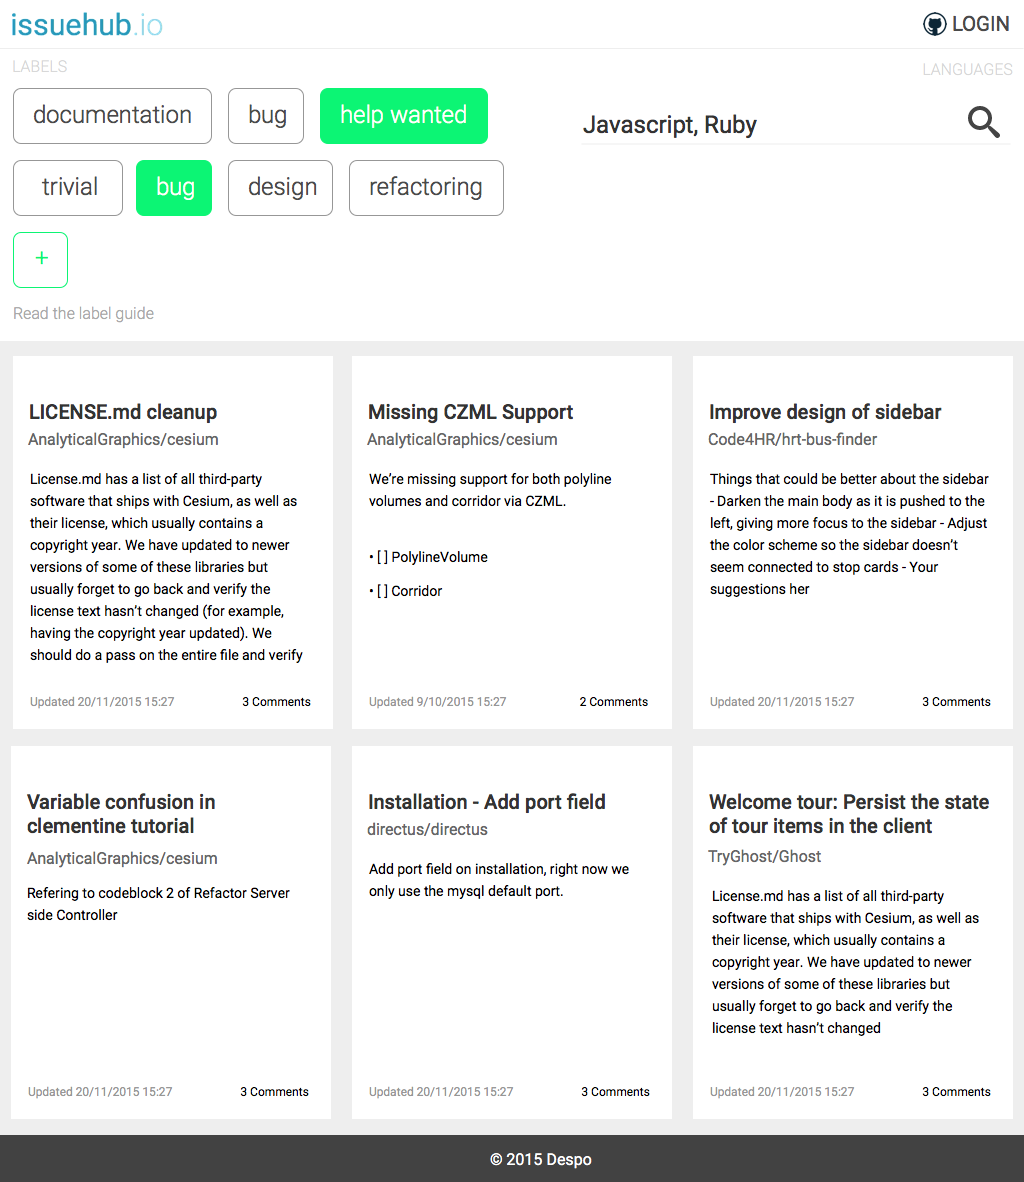 issuehub.io
LOGIN
LABELS
LANGUAGES
documentation
bug
help wanted
Javascript, Ruby
trivial
bug
design
refactoring
+
Read the label guide
LICENSE.md cleanup
AnalyticalGraphics/cesium
License.md has a list of all third-party
software that ships with Cesium, as well as
their license, which usually contains a
copyright year. We have updated to newer
versions of some of these libraries but
usually forget to go back and verify the
license text hasn't changed (for example,
having the copyright year updated). We
should do a pass on the entire file and verify
Updated 20/11/2015 15:27
3 Comments
Missing CZML Support
AnalyticalGraphics/cesium
We’re missing support for both polyline
volumes and corridor via CZML.
• [ ] PolylineVolume
• [ ] Corridor
Updated 9/10/2015 15:27
2 Comments
Improve design of sidebar
Code4HR/hrt-bus-finder
Things that could be better about the sidebar
- Darken the main body as it is pushed to the
left, giving more focus to the sidebar - Adjust
the color scheme so the sidebar doesn’t
seem connected to stop cards - Your
suggestions her
Updated 20/11/2015 15:27
3 Comments
Variable confusion in
clementine tutorial
AnalyticalGraphics/cesium
Refering to codeblock 2 of Refactor Server
side Controller
Updated 20/11/2015 15:27
3 Comments
Installation - Add port field
directus/directus
Add port field on installation, right now we
only use the mysql default port.
Updated 20/11/2015 15:27
3 Comments
Welcome tour: Persist the state
of tour items in the client
TryGhost/Ghost
License.md has a list of all third-party
software that ships with Cesium, as well as
their license, which usually contains a
copyright year. We have updated to newer
versions of some of these libraries but
usually forget to go back and verify the
license text hasn’t changed
Updated 20/11/2015 15:27
3 Comments
© 2015 Despo